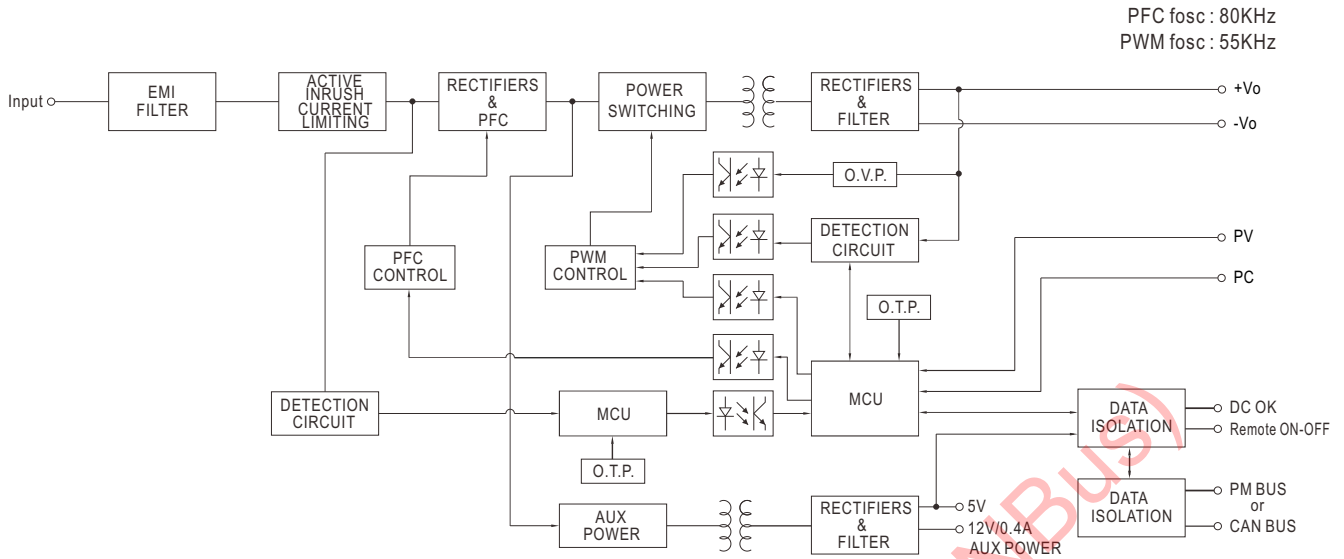 PFC fosc : 80KHz
PWM fosc : 55KHz
Input
EMI
FILTER
ACTIVE
INRUSH
CURRENT
LIMITING
RECTIFIERS
&
PFC
POWER
SWITCHING
RECTIFIERS
&
FILTER
+Vo
-Vo
O.V.P.
PFC
CONTROL
PWM
CONTROL
DETECTION
CIRCUIT
PV
PC
O.T.P.
DETECTION
CIRCUIT
MCU
MCU
DATA
ISOLATION
DC OK
Remote ON-OFF
O.T.P.
AUX
POWER
RECTIFIERS
&
FILTER
5V
12V/0.4A
AUX POWER
DATA
ISOLATION
PM BUS
or
CAN BUS
NBus)